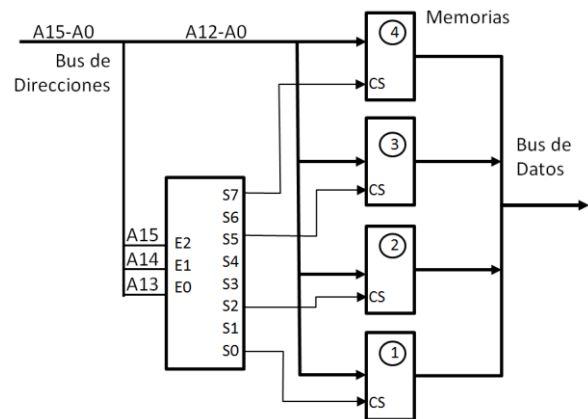 A15-A0
A12-A0
Memorias
Bus de
Direcciones
4
CS
3
CS
Bus de
Datos
S7
S6
S5
S4
S3
S2
S1
S0
A15
E2
A14
E1
A13
E0
2
CS
1
CS